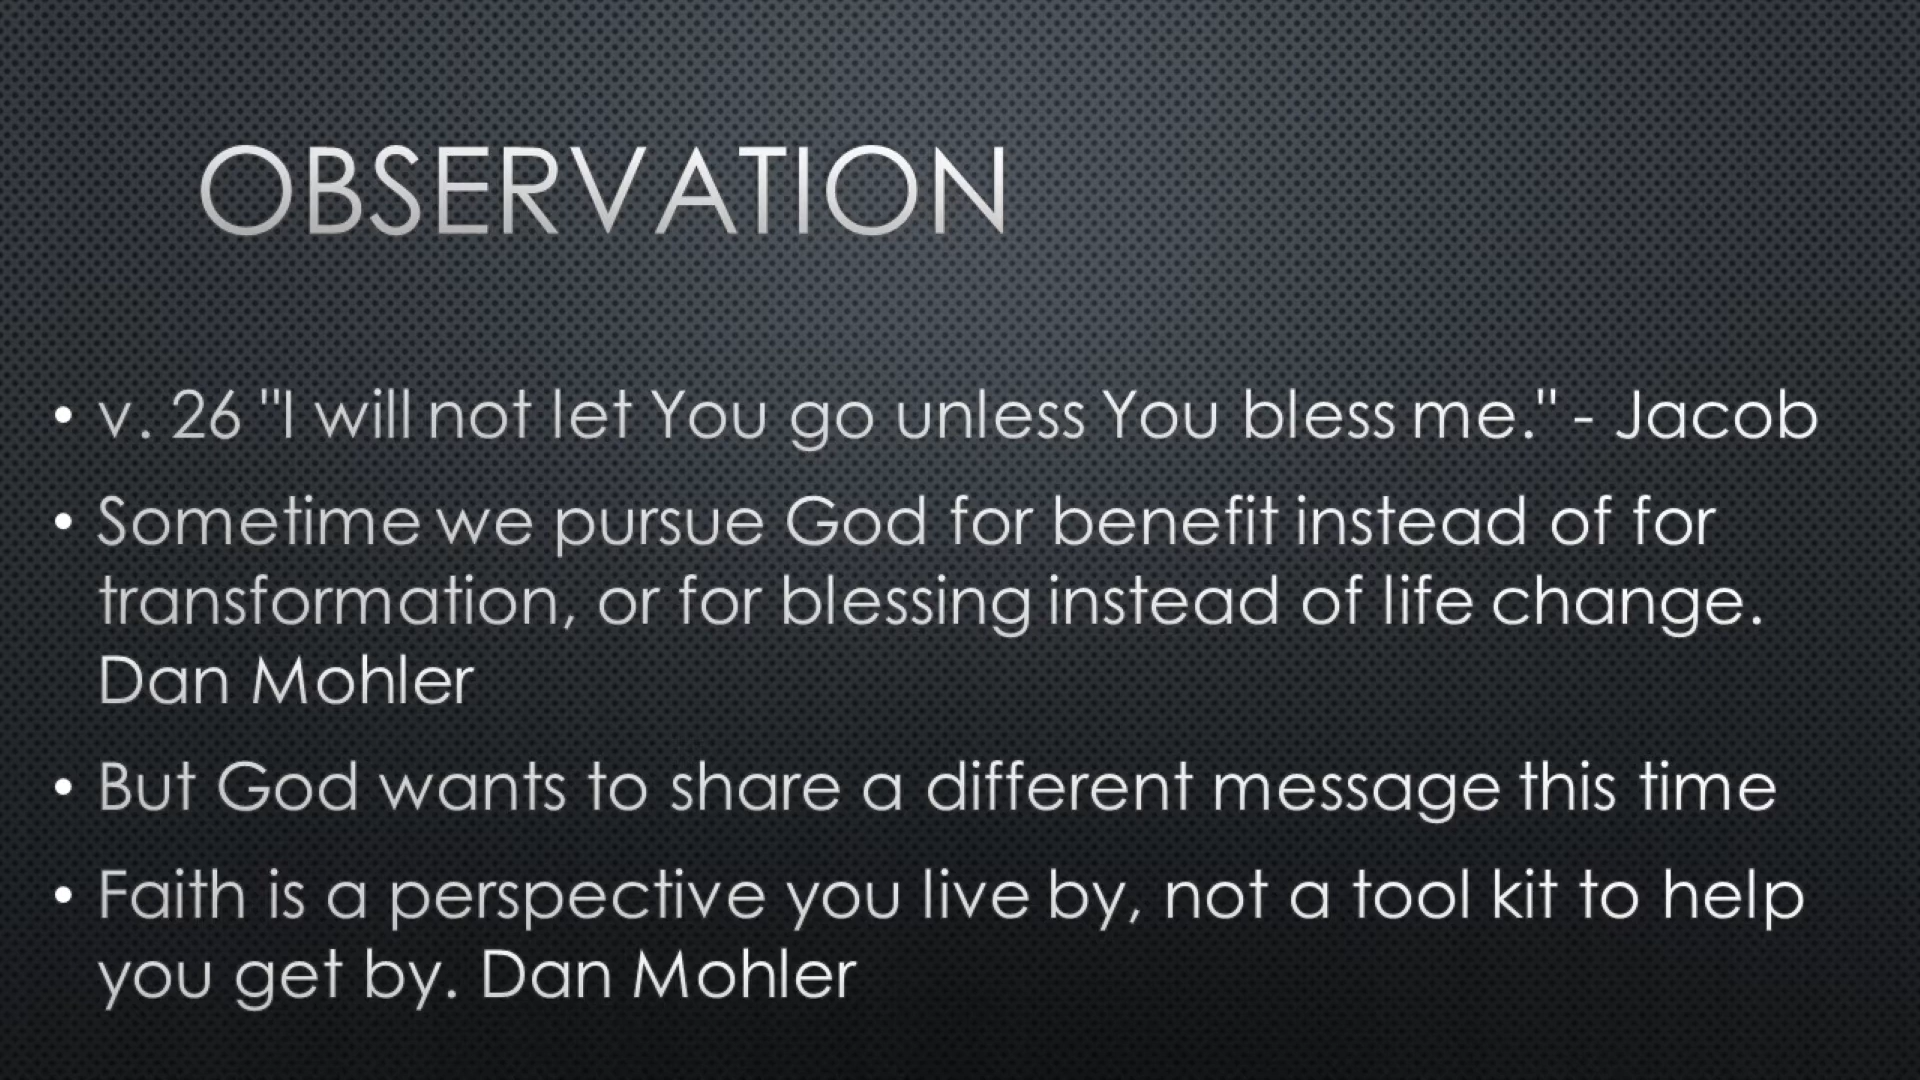 OBSERVATION
• v. 26 "I will not let You go unless You bless me." - Jacob
• Sometime we pursue God for benefit instead of for
transformation, or for blessing instead of life change.
Dan Mohler
• But God wants to share a different message this time
• Faith is a perspective you live by, not a tool kit to help
you get by. Dan Mohler